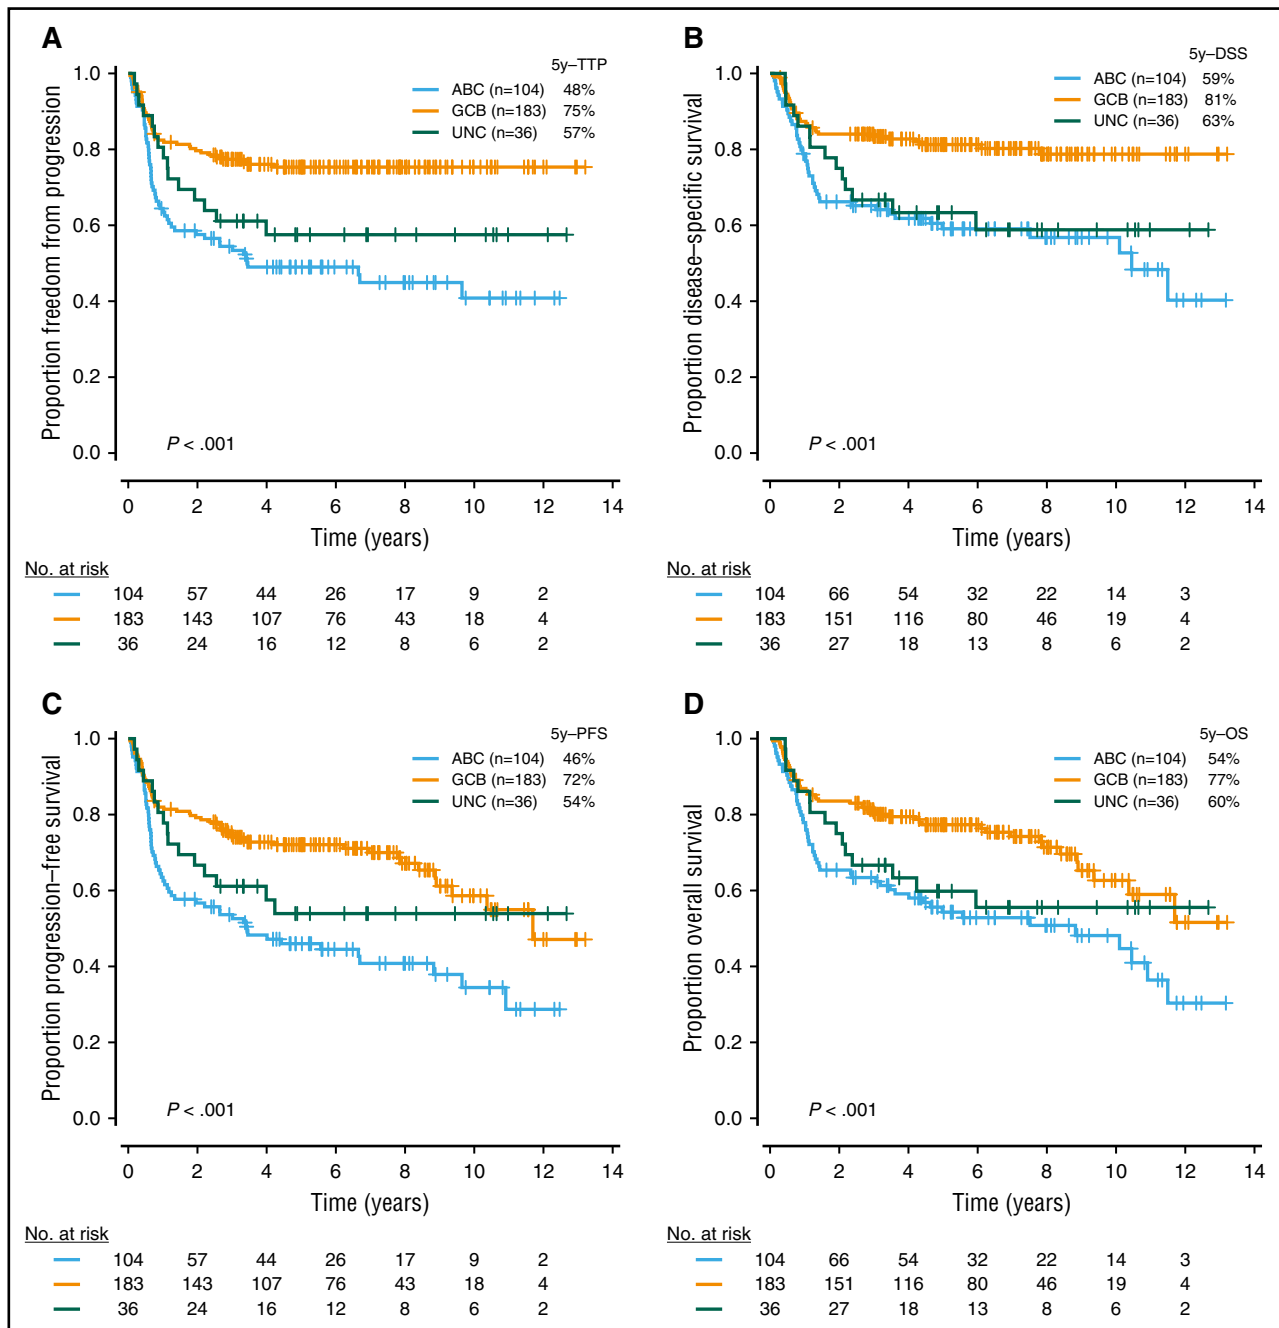 A
5y–TTP
ABC (n=104) 48%
GCB (n=183) 75%
UNC (n=36) 57%
Proportion freedom from progression
1.0
0.8
0.6
0.4
0.2
0.0
P < .001
0 2 4 6 8 10 12 14
Time (years)
No. at risk
104 57 44 26 17 9 2
183 143 107 76 43 18 4
36 24 16 12 8 6 2
B
5y–DSS
ABC (n=104) 59%
GCB (n=183) 81%
UNC (n=36) 63%
Proportion disease–specific survival
1.0
0.8
0.6
0.4
0.2
0.0
P < .001
0 2 4 6 8 10 12 14
Time (years)
No. at risk
104 66 54 32 22 14 3
183 151 116 80 46 19 4
36 27 18 13 8 6 2
C
5y–PFS
ABC (n=104) 46%
GCB (n=183) 72%
UNC (n=36) 54%
Proportion progression–free survival
1.0
0.8
0.6
0.4
0.2
0.0
P < .001
0 2 4 6 8 10 12 14
Time (years)
No. at risk
104 57 44 26 17 9 2
183 143 107 76 43 18 4
36 24 16 12 8 6 2
D
5y–OS
ABC (n=104) 54%
GCB (n=183) 77%
UNC (n=36) 60%
Proportion overall survival
1.0
0.8
0.6
0.4
0.2
0.0
P < .001
0 2 4 6 8 10 12 14
Time (years)
No. at risk
104 66 54 32 22 14 3
183 151 116 80 46 19 4
36 27 18 13 8 6 2